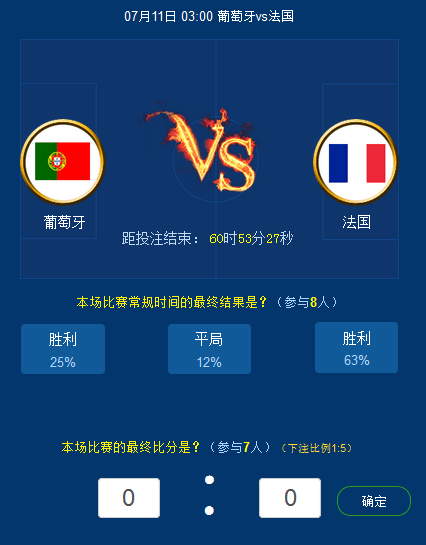 07月11日 03:00 葡萄牙vs法国
VS
葡萄牙
法国
距投注结束： 60时53分27秒
本场比赛常规时间的最终结果是？（参与8人）
胜利 平局 胜利
25% 12% 63%
本场比赛的最终比分是？（参与7人）（下注比例1:5）
0 : 0 确定